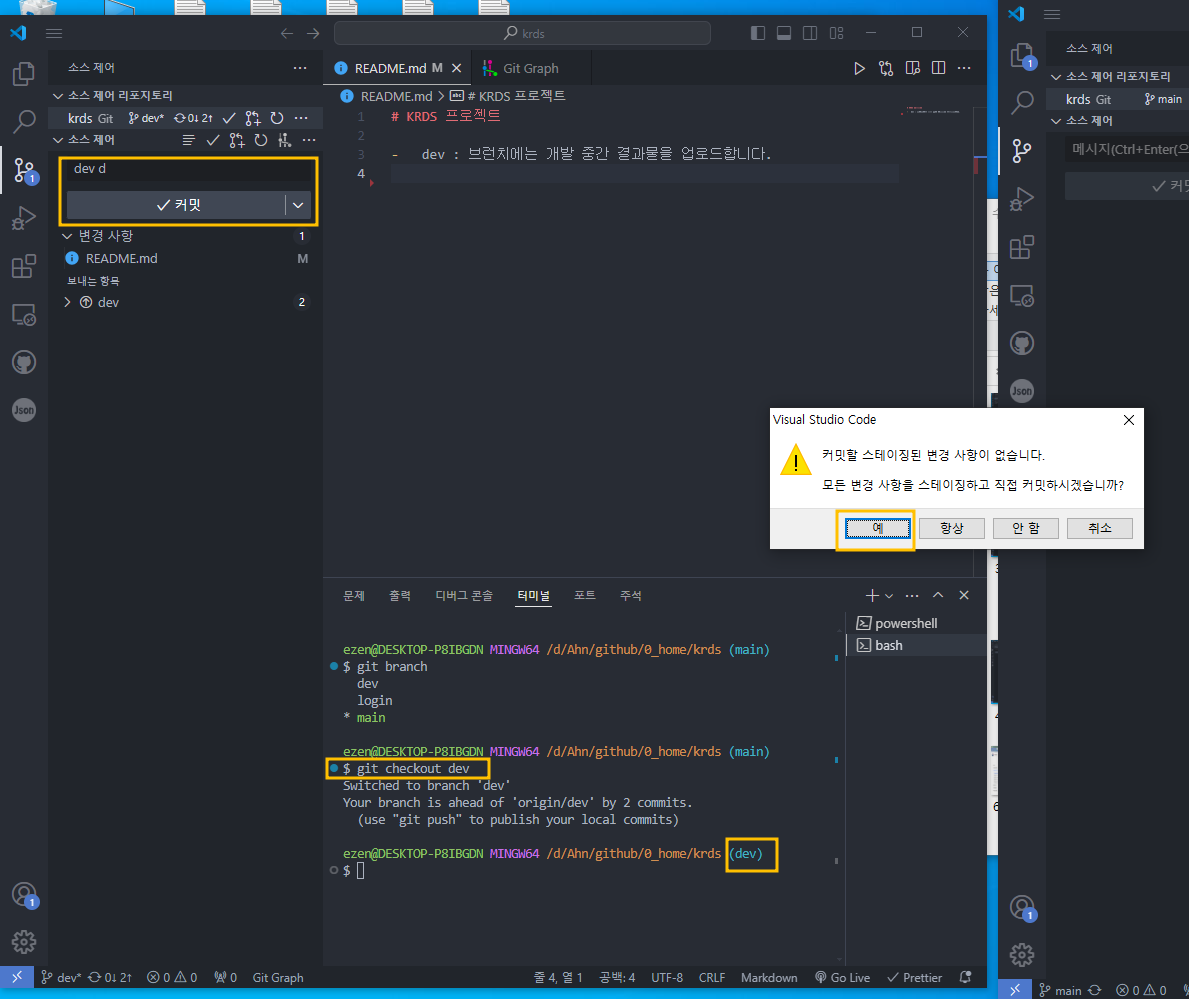 krds
소스 제어
소스 제어 리포지토리
krds Git dev* 0↓ 2↑
소스 제어
dev d
커밋
변경 사항 1
README.md M
보내는 항목
dev 2
1
Json
1
README.md M
Git Graph
README.md > # KRDS 프로젝트
1 # KRDS 프로젝트
2
3 - dev : 브런치에는 개발 중간 결과물을 업로드합니다.
4
문제 출력 디버그 콘솔 터미널 포트 주석
powershell
bash
ezen@DESKTOP-P8IBGDN MINGW64 /d/Ahn/github/0_home/krds (main)
$ git branch
dev
login
* main
ezen@DESKTOP-P8IBGDN MINGW64 /d/Ahn/github/0_home/krds (main)
$ git checkout dev
Switched to branch 'dev'
Your branch is ahead of 'origin/dev' by 2 commits.
(use "git push" to publish your local commits)
ezen@DESKTOP-P8IBGDN MINGW64 /d/Ahn/github/0_home/krds (dev)
$
dev* 0↓ 2↑ 0 0 0 Git Graph 줄 4, 열 1 공백: 4 UTF-8 CRLF Markdown Go Live Prettier
Visual Studio Code
커밋할 스테이징된 변경 사항이 없습니다.
모든 변경 사항을 스테이징하고 직접 커밋하시겠습니까?
예 항상 안 함 취소
소스 제어
소스 제어 리포지토리
krds Git main
소스 제어
메시지(Ctrl+Enter(으
1
Json
1
main 0 0